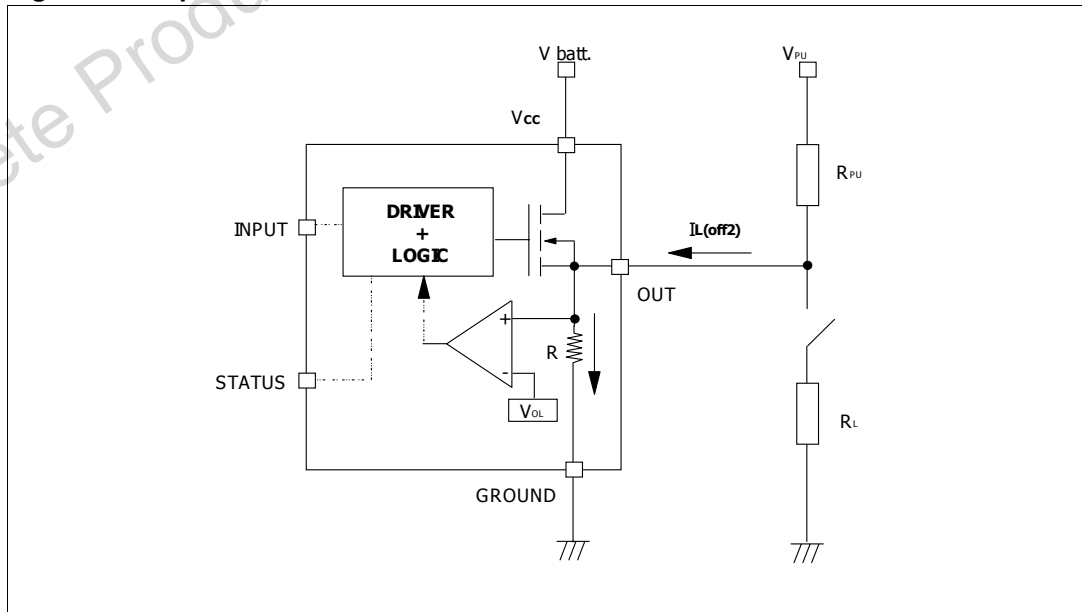 V batt.
VPU
Vcc
RPU
DRIVER
+
LOGIC
INPUT
IL(off2)
OUT
+
R
-
STATUS
VOL
RL
GROUND